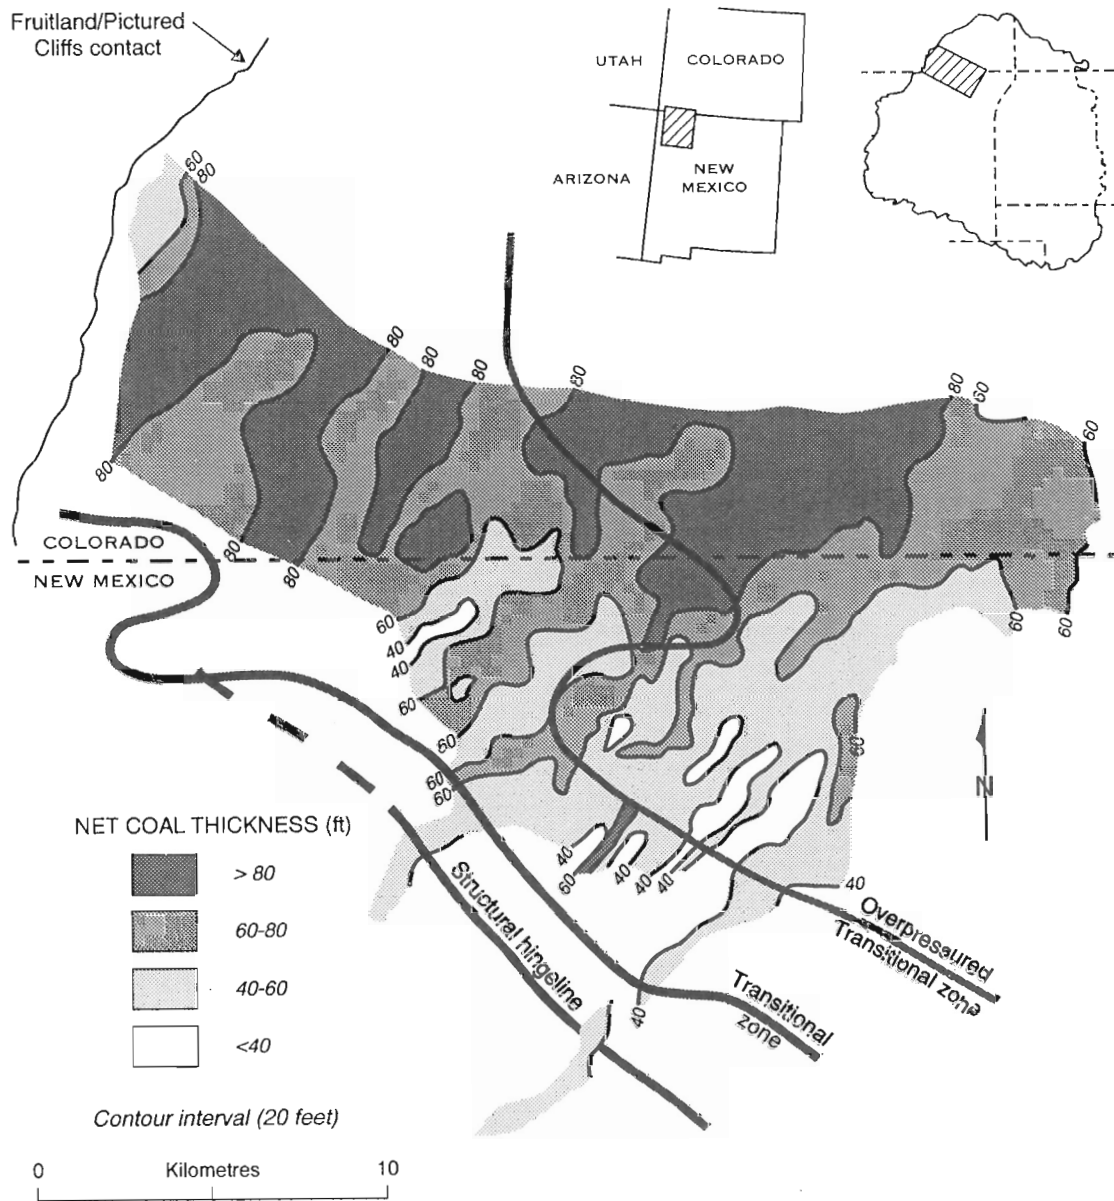 Fruitland/Pictured
Cliffs contact
UTAH
COLORADO
ARIZONA
NEW
MEXICO
60
80
80
80
80
80
80
60
60
80
80
80
COLORADO
NEW MEXICO
60
40
40
60
60
60
60
80
60
60
60
N
NET COAL THICKNESS (ft)
> 80
60-80
40-60
<40
Contour interval (20 feet)
40
60
40
40
40
40
40
Structural hingeline
Transitional
zone
Overpressured
Transitional zone
0
Kilometres
10